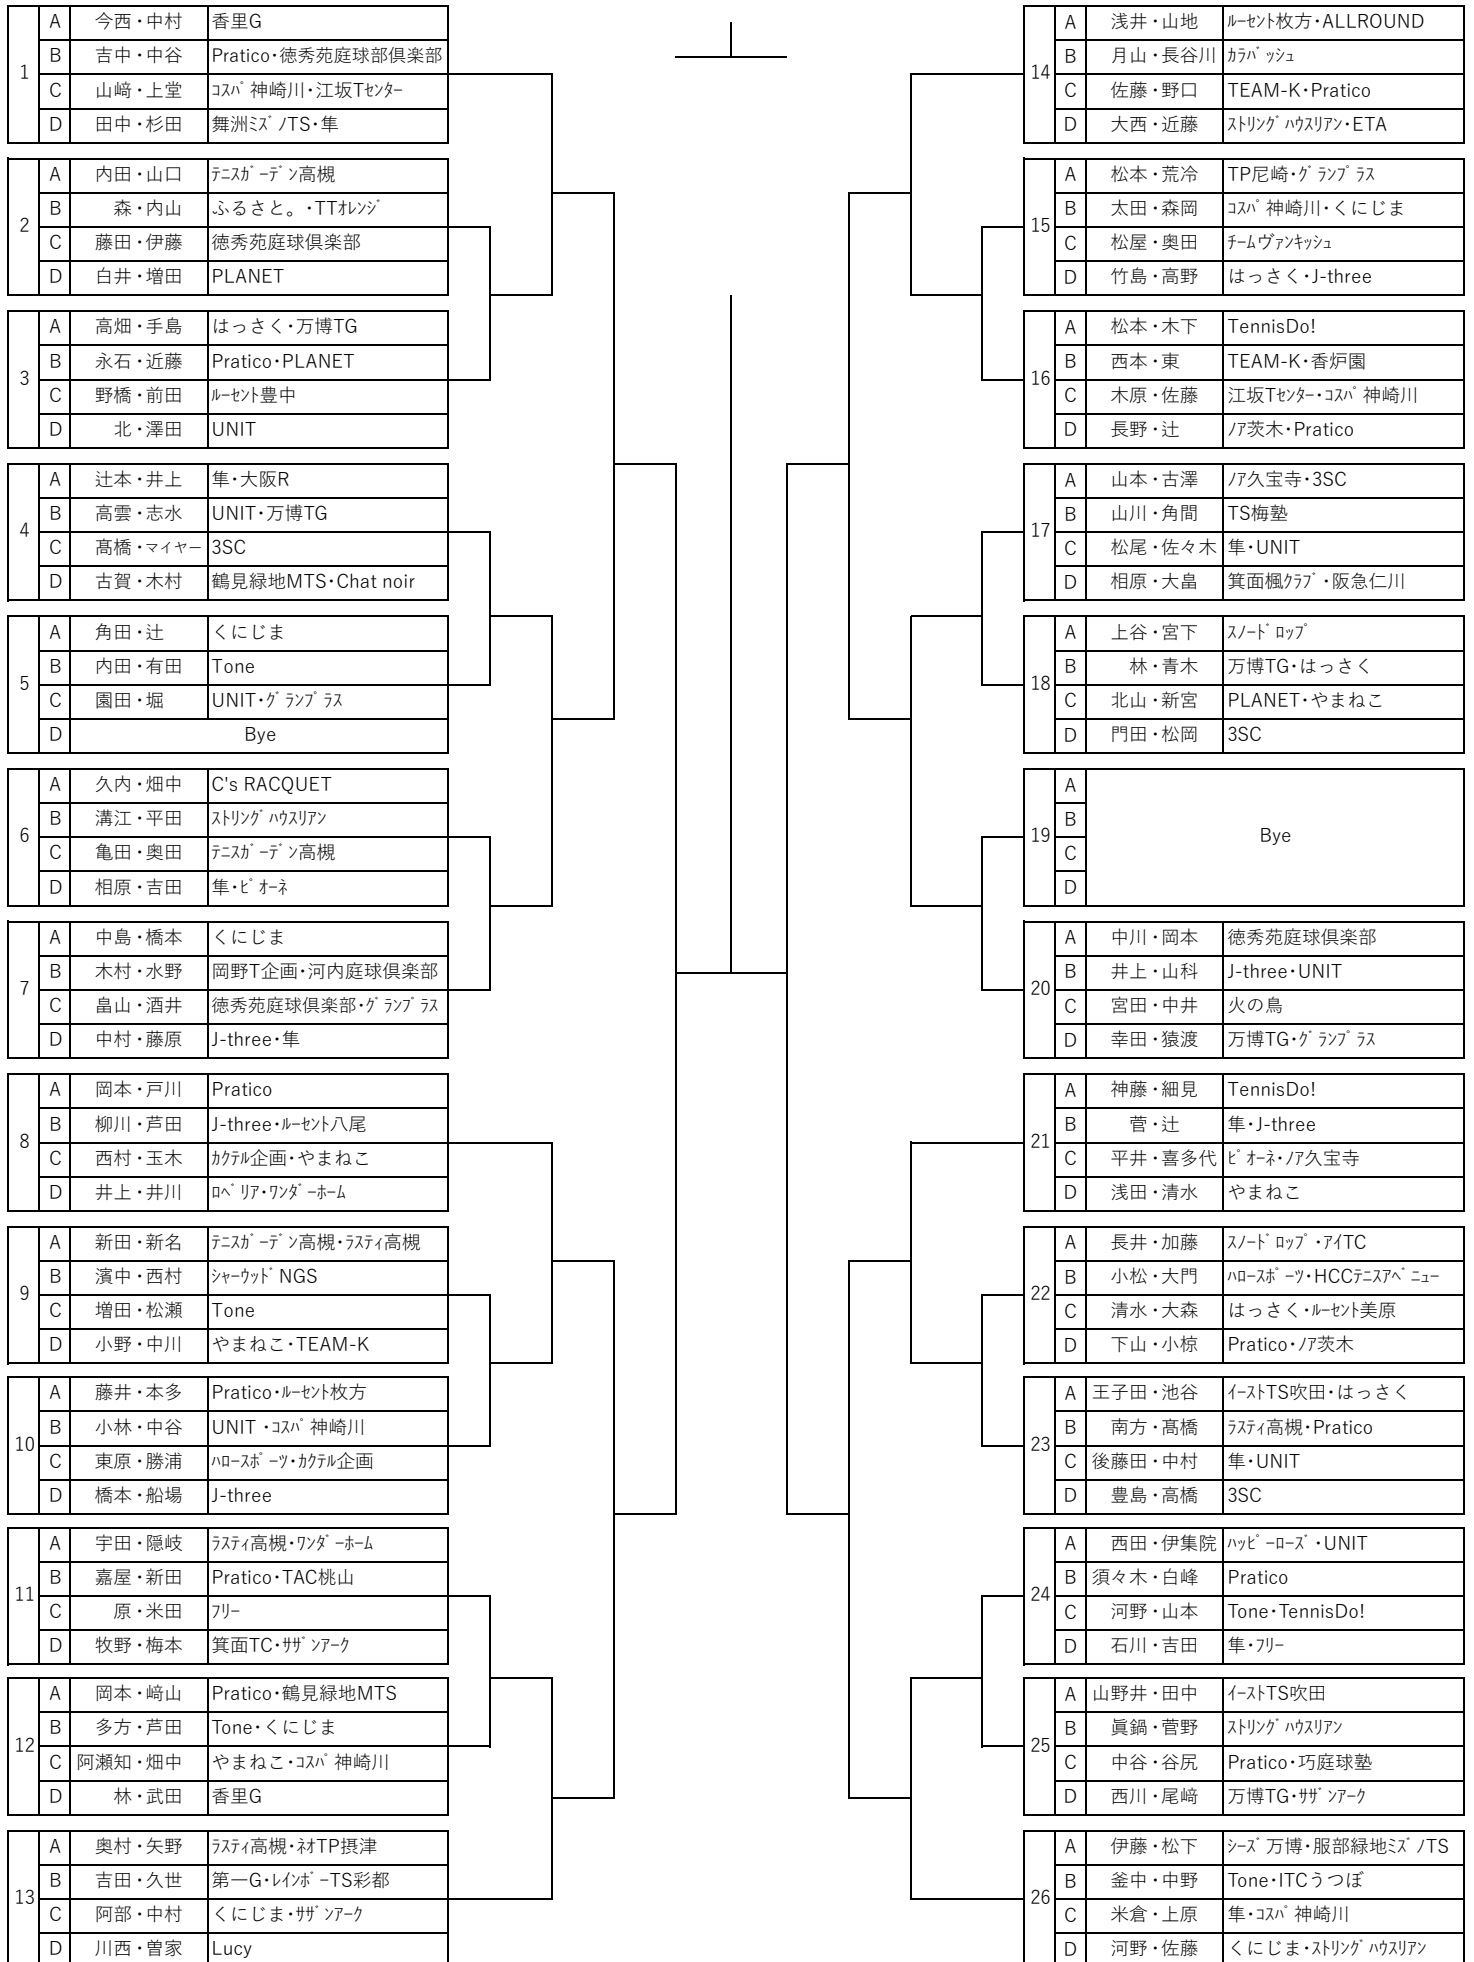 1
A 今西・中村 香里G
B 吉中・中谷 Pratico・徳秀苑庭球部倶楽部
C 山﨑・上堂 ｺｽﾊﾟ神崎川・江坂Tｾﾝﾀｰ
D 田中・杉田 舞洲ﾐｽﾞﾉTS・隼
2
A 内田・山口 ﾃﾆｽｶﾞｰﾃﾞﾝ高槻
B 森・内山 ふるさと。・TTｵﾚﾝｼﾞ
C 藤田・伊藤 徳秀苑庭球倶楽部
D 白井・増田 PLANET
3
A 高畑・手島 はっさく・万博TG
B 永石・近藤 Pratico・PLANET
C 野橋・前田 ﾙｰｾﾝﾄ豊中
D 北・澤田 UNIT
4
A 辻本・井上 隼・大阪R
B 高雲・志水 UNIT・万博TG
C 髙橋・マイヤー 3SC
D 古賀・木村 鶴見緑地MTS・Chat noir
5
A 角田・辻 くにじま
B 内田・有田 Tone
C 園田・堀 UNIT・ｸﾞﾗﾝﾌﾟﾗｽ
D Bye
6
A 久内・畑中 C's RACQUET
B 溝江・平田 ｽﾄﾘﾝｸﾞﾊｳｽﾘｱﾝ
C 亀田・奥田 ﾃﾆｽｶﾞｰﾃﾞﾝ高槻
D 相原・吉田 隼・ﾋﾟｵｰﾈ
7
A 中島・橋本 くにじま
B 木村・水野 岡野T企画・河内庭球倶楽部
C 畠山・酒井 徳秀苑庭球倶楽部・ｸﾞﾗﾝﾌﾟﾗｽ
D 中村・藤原 J-three・隼
8
A 岡本・戸川 Pratico
B 柳川・芦田 J-three・ﾙｰｾﾝﾄ八尾
C 西村・玉木 ｶｸﾃﾙ企画・やまねこ
D 井上・井川 ﾛﾍﾞﾘｱ・ﾜﾝﾀﾞｰﾎｰﾑ
9
A 新田・新名 ﾃﾆｽｶﾞｰﾃﾞﾝ高槻・ﾗｽﾃｨ高槻
B 濱中・西村 ｼｬｰｳｯﾄﾞNGS
C 増田・松瀬 Tone
D 小野・中川 やまねこ・TEAM-K
10
A 藤井・本多 Pratico・ﾙｰｾﾝﾄ枚方
B 小林・中谷 UNIT ・ｺｽﾊﾟ神崎川
C 東原・勝浦 ﾊﾛｰｽﾎﾟｰﾂ・ｶｸﾃﾙ企画
D 橋本・船場 J-three
11
A 宇田・隠岐 ﾗｽﾃｨ高槻・ﾜﾝﾀﾞｰﾎｰﾑ
B 嘉屋・新田 Pratico・TAC桃山
C 原・米田 ﾌﾘｰ
D 牧野・梅本 箕面TC・ｻｻﾞﾝｱｰｸ
12
A 岡本・﨑山 Pratico・鶴見緑地MTS
B 多方・芦田 Tone・くにじま
C 阿瀬知・畑中 やまねこ・ｺｽﾊﾟ神崎川
D 林・武田 香里G
13
A 奥村・矢野 ﾗｽﾃｨ高槻・ﾈｵTP摂津
B 吉田・久世 第一G・ﾚｲﾝﾎﾞｰTS彩都
C 阿部・中村 くにじま・ｻｻﾞﾝｱｰｸ
D 川西・曽家 Lucy
14
A 浅井・山地 ﾙｰｾﾝﾄ枚方・ALLROUND
B 月山・長谷川 ｶﾗﾊﾞｯｼｭ
C 佐藤・野口 TEAM-K・Pratico
D 大西・近藤 ｽﾄﾘﾝｸﾞﾊｳｽﾘｱﾝ・ETA
15
A 松本・荒冷 TP尼崎・ｸﾞﾗﾝﾌﾟﾗｽ
B 太田・森岡 ｺｽﾊﾟ神崎川・くにじま
C 松屋・奥田 ﾁｰﾑヴｧﾝｷｯｼｭ
D 竹島・高野 はっさく・J-three
16
A 松本・木下 TennisDo!
B 西本・東 TEAM-K・香炉園
C 木原・佐藤 江坂Tｾﾝﾀｰ・ｺｽﾊﾟ神崎川
D 長野・辻 ﾉｱ茨木・Pratico
17
A 山本・古澤 ﾉｱ久宝寺・3SC
B 山川・角間 TS梅塾
C 松尾・佐々木 隼・UNIT
D 相原・大畠 箕面楓ｸﾗﾌﾞ・阪急仁川
18
A 上谷・宮下 ｽﾉｰﾄﾞﾛｯﾌﾟ
B 林・青木 万博TG・はっさく
C 北山・新宮 PLANET・やまねこ
D 門田・松岡 3SC
19
A
B
C
D
Bye
20
A 中川・岡本 徳秀苑庭球倶楽部
B 井上・山科 J-three・UNIT
C 宮田・中井 火の鳥
D 幸田・猿渡 万博TG・ｸﾞﾗﾝﾌﾟﾗｽ
21
A 神藤・細見 TennisDo!
B 菅・辻 隼・J-three
C 平井・喜多代 ﾋﾟｵｰﾈ・ﾉｱ久宝寺
D 浅田・清水 やまねこ
22
A 長井・加藤 ｽﾉｰﾄﾞﾛｯﾌﾟ・ｱｲTC
B 小松・大門 ﾊﾛｰｽﾎﾟｰﾂ・HCCﾃﾆｽｱﾍﾞﾆｭｰ
C 清水・大森 はっさく・ﾙｰｾﾝﾄ美原
D 下山・小椋 Pratico・ﾉｱ茨木
23
A 王子田・池谷 ｲｰｽﾄTS吹田・はっさく
B 南方・髙橋 ﾗｽﾃｨ高槻・Pratico
C 後藤田・中村 隼・UNIT
D 豊島・高橋 3SC
24
A 西田・伊集院 ﾊｯﾋﾟｰﾛｰｽﾞ・UNIT
B 須々木・白峰 Pratico
C 河野・山本 Tone・TennisDo!
D 石川・吉田 隼・ﾌﾘｰ
25
A 山野井・田中 ｲｰｽﾄTS吹田
B 眞鍋・菅野 ｽﾄﾘﾝｸﾞﾊｳｽﾘｱﾝ
C 中谷・谷尻 Pratico・巧庭球塾
D 西川・尾﨑 万博TG・ｻｻﾞﾝｱｰｸ
26
A 伊藤・松下 ｼｰｽﾞ万博・服部緑地ﾐｽﾞﾉTS
B 釜中・中野 Tone・ITCうつぼ
C 米倉・上原 隼・ｺｽﾊﾟ神崎川
D 河野・佐藤 くにじま・ｽﾄﾘﾝｸﾞﾊｳｽﾘｱﾝ